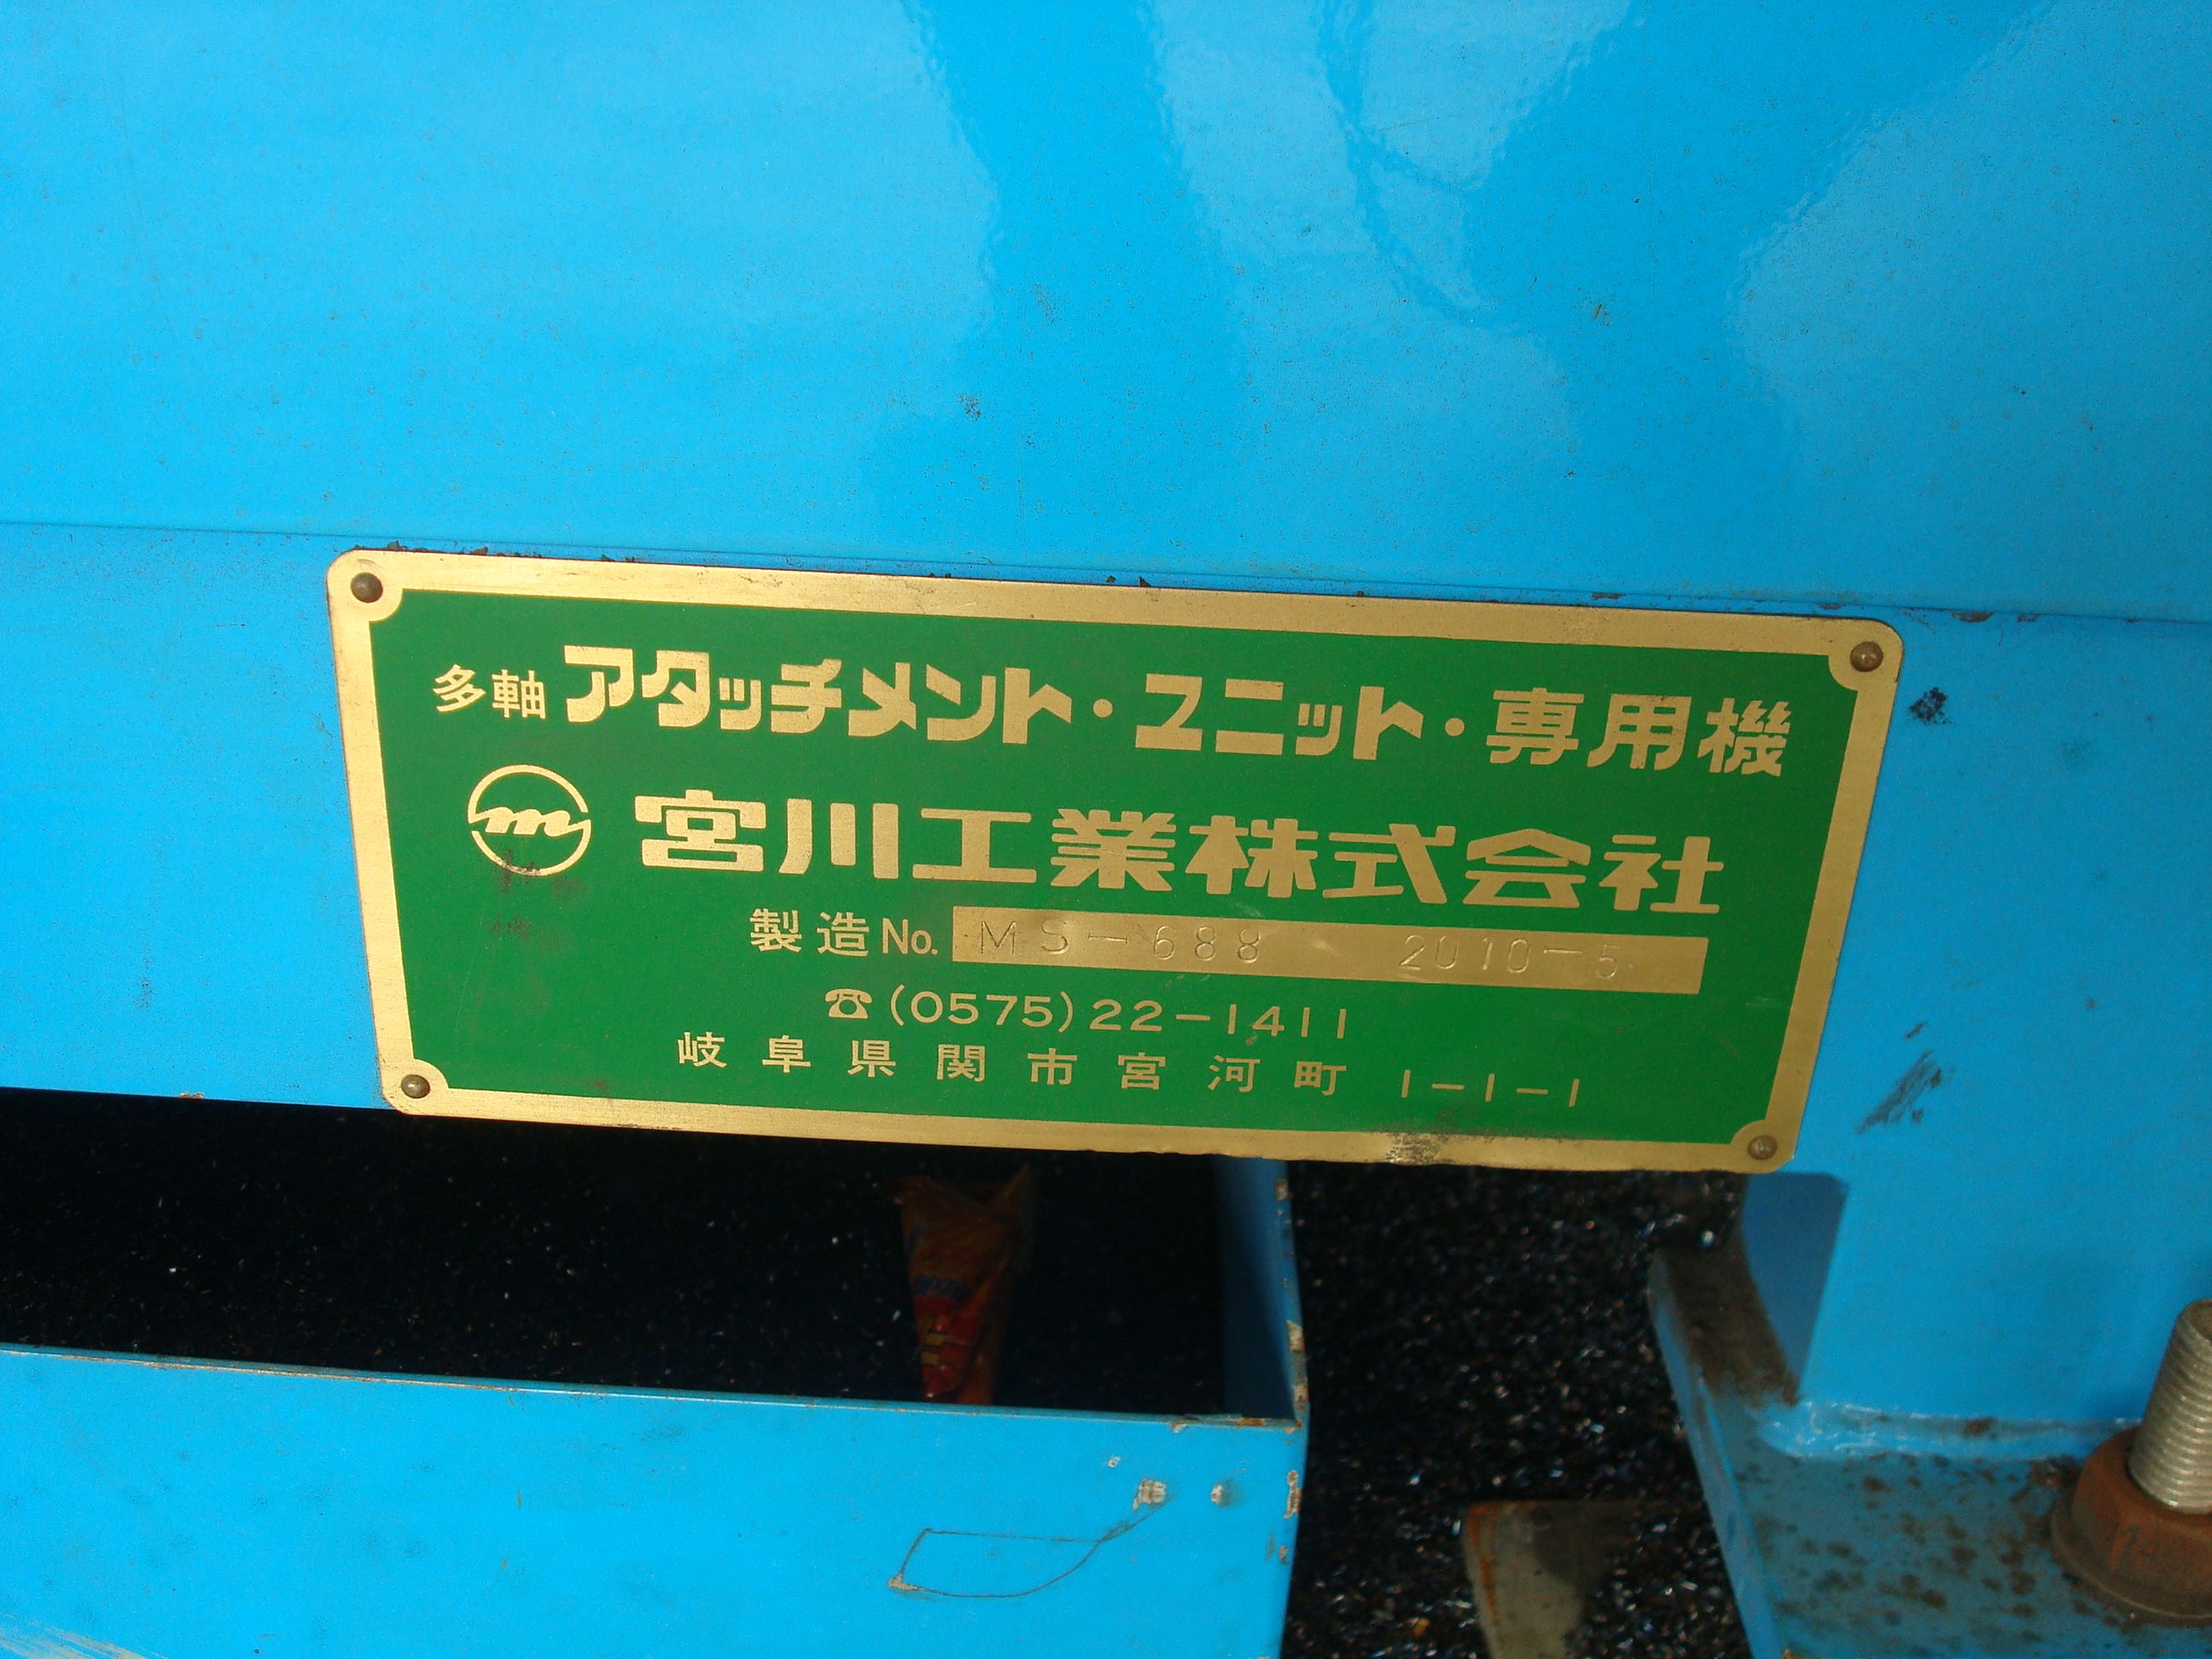 多軸 アタッチメント・ユニット・専用機
宮川工業株式会社
製造No. MS-688 2010-5
☎(0575)22-1411
岐阜県関市宮河町 1-1-1